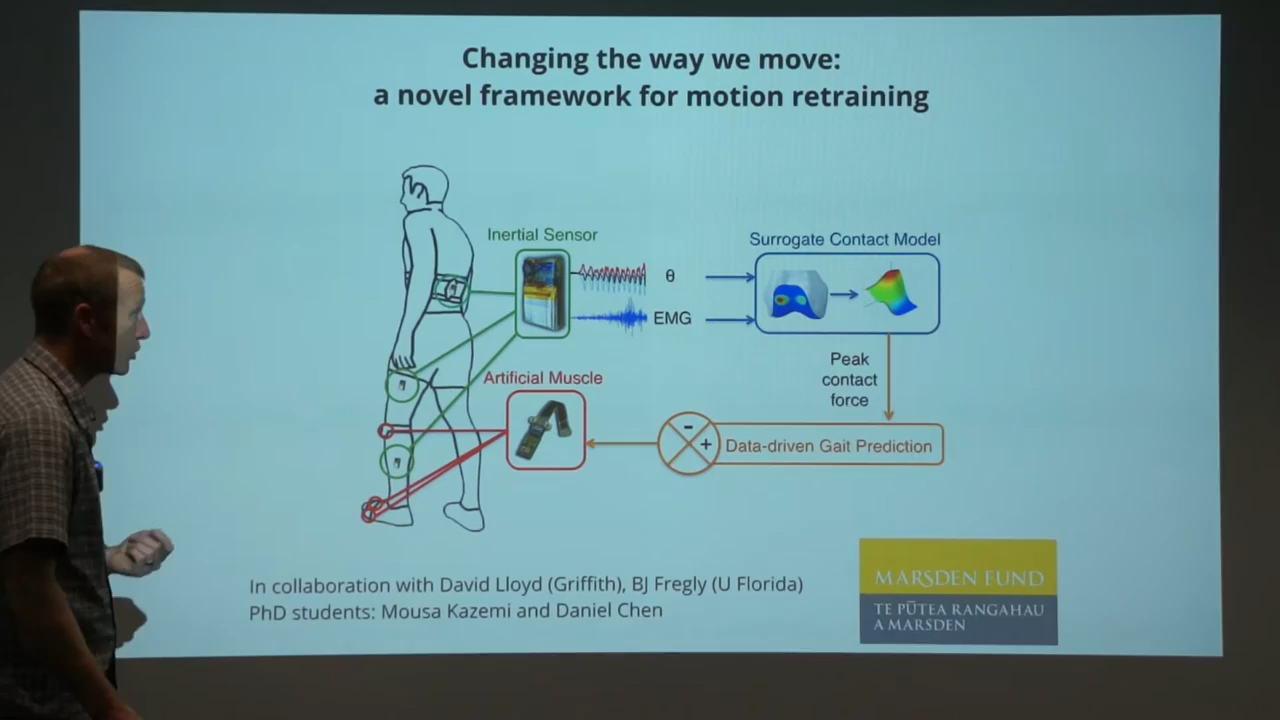 Changing the way we move:
a novel framework for motion retraining
Inertial Sensor
θ
EMG
Surrogate Contact Model
Peak
contact
force
Artificial Muscle
-
+
Data-driven Gait Prediction
In collaboration with David Lloyd (Griffith), BJ Fregly (U Florida)
PhD students: Mousa Kazemi and Daniel Chen
MARSDEN FUND
TE PŪTEA RANGAHAU
A MARSDEN